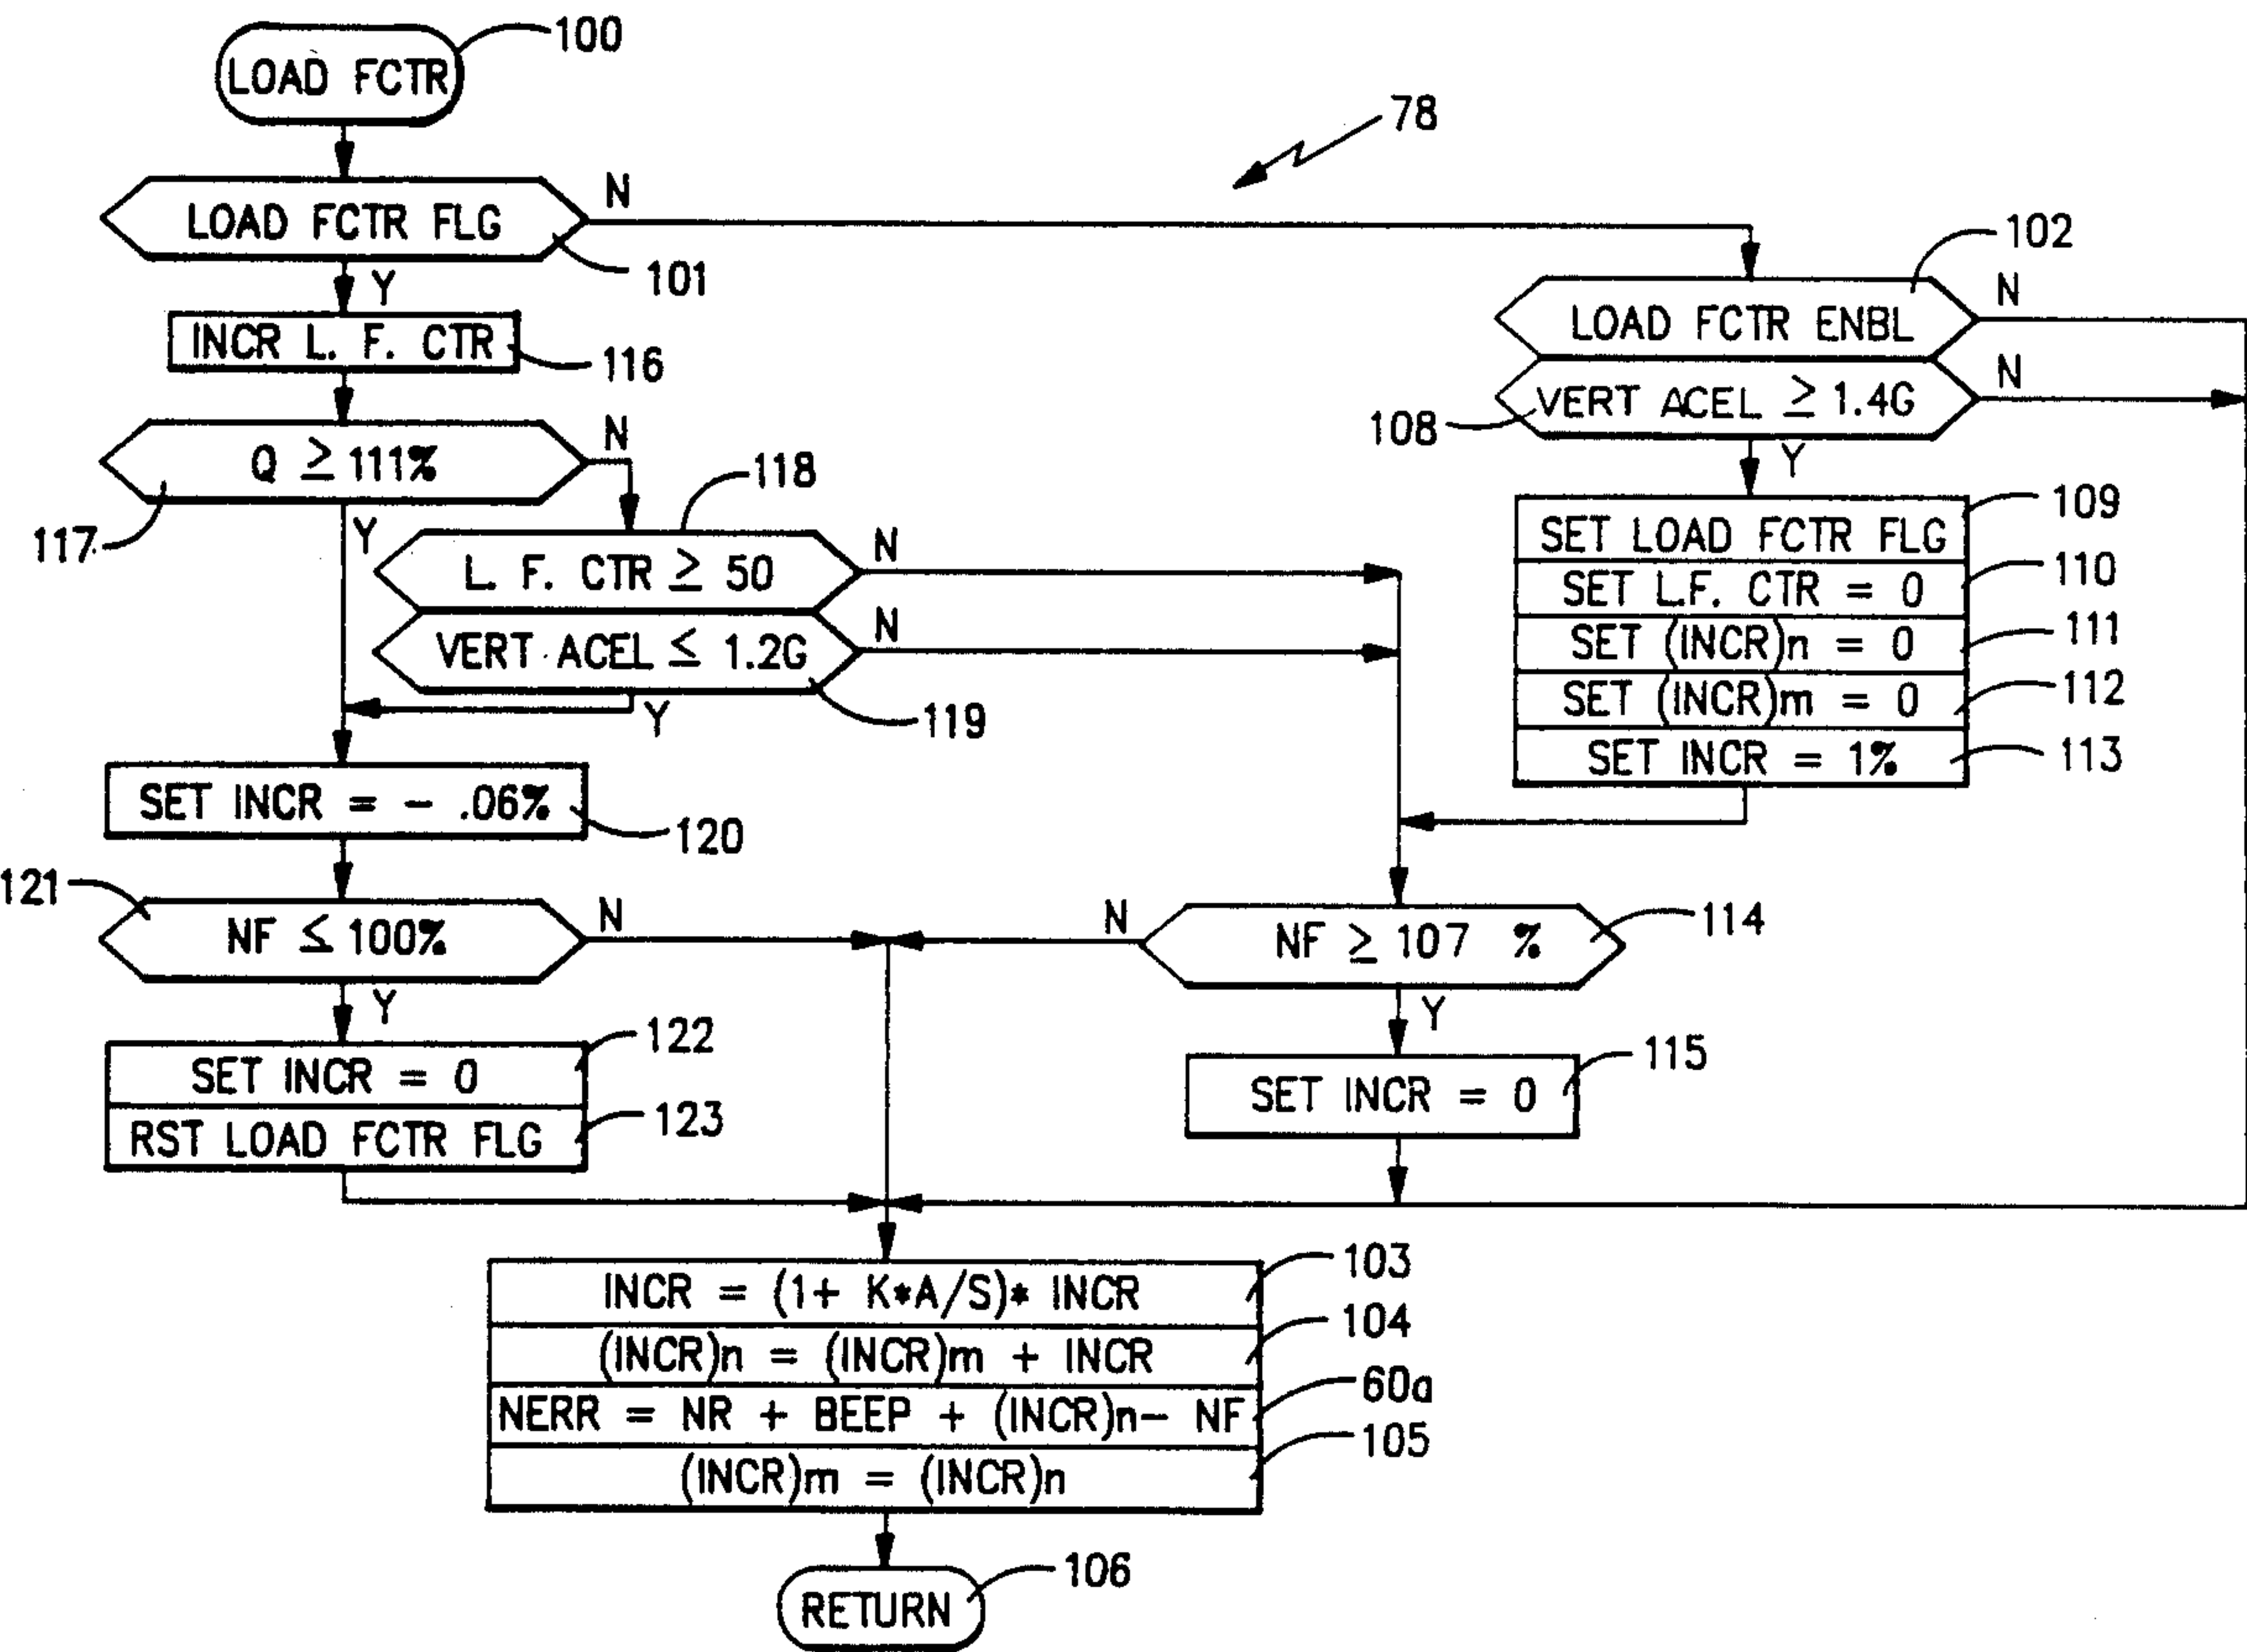 100
LOAD FCTR
78
LOAD FCTR FLG
N
101
Y
102
LOAD FCTR ENBL
N
INCR L. F. CTR
116
VERT ACEL ≥ 1.4G
N
108
Y
Q ≥ 111%
N
117
Y
118
L. F. CTR ≥ 50
N
VERT ACEL ≤ 1.2G
N
119
Y
SET LOAD FCTR FLG
109
SET L.F. CTR = 0
110
SET (INCR)n = 0
111
SET (INCR)m = 0
112
SET INCR = 1%
113
SET INCR = - .06%
120
121
NF ≤ 100%
N
Y
N
NF ≥ 107 %
114
Y
SET INCR = 0
122
RST LOAD FCTR FLG
123
SET INCR = 0
115
INCR = (1+ K*A/S)* INCR
103
(INCR)n = (INCR)m + INCR
104
NERR = NR + BEEP + (INCR)n- NF
60a
(INCR)m = (INCR)n
105
RETURN
106